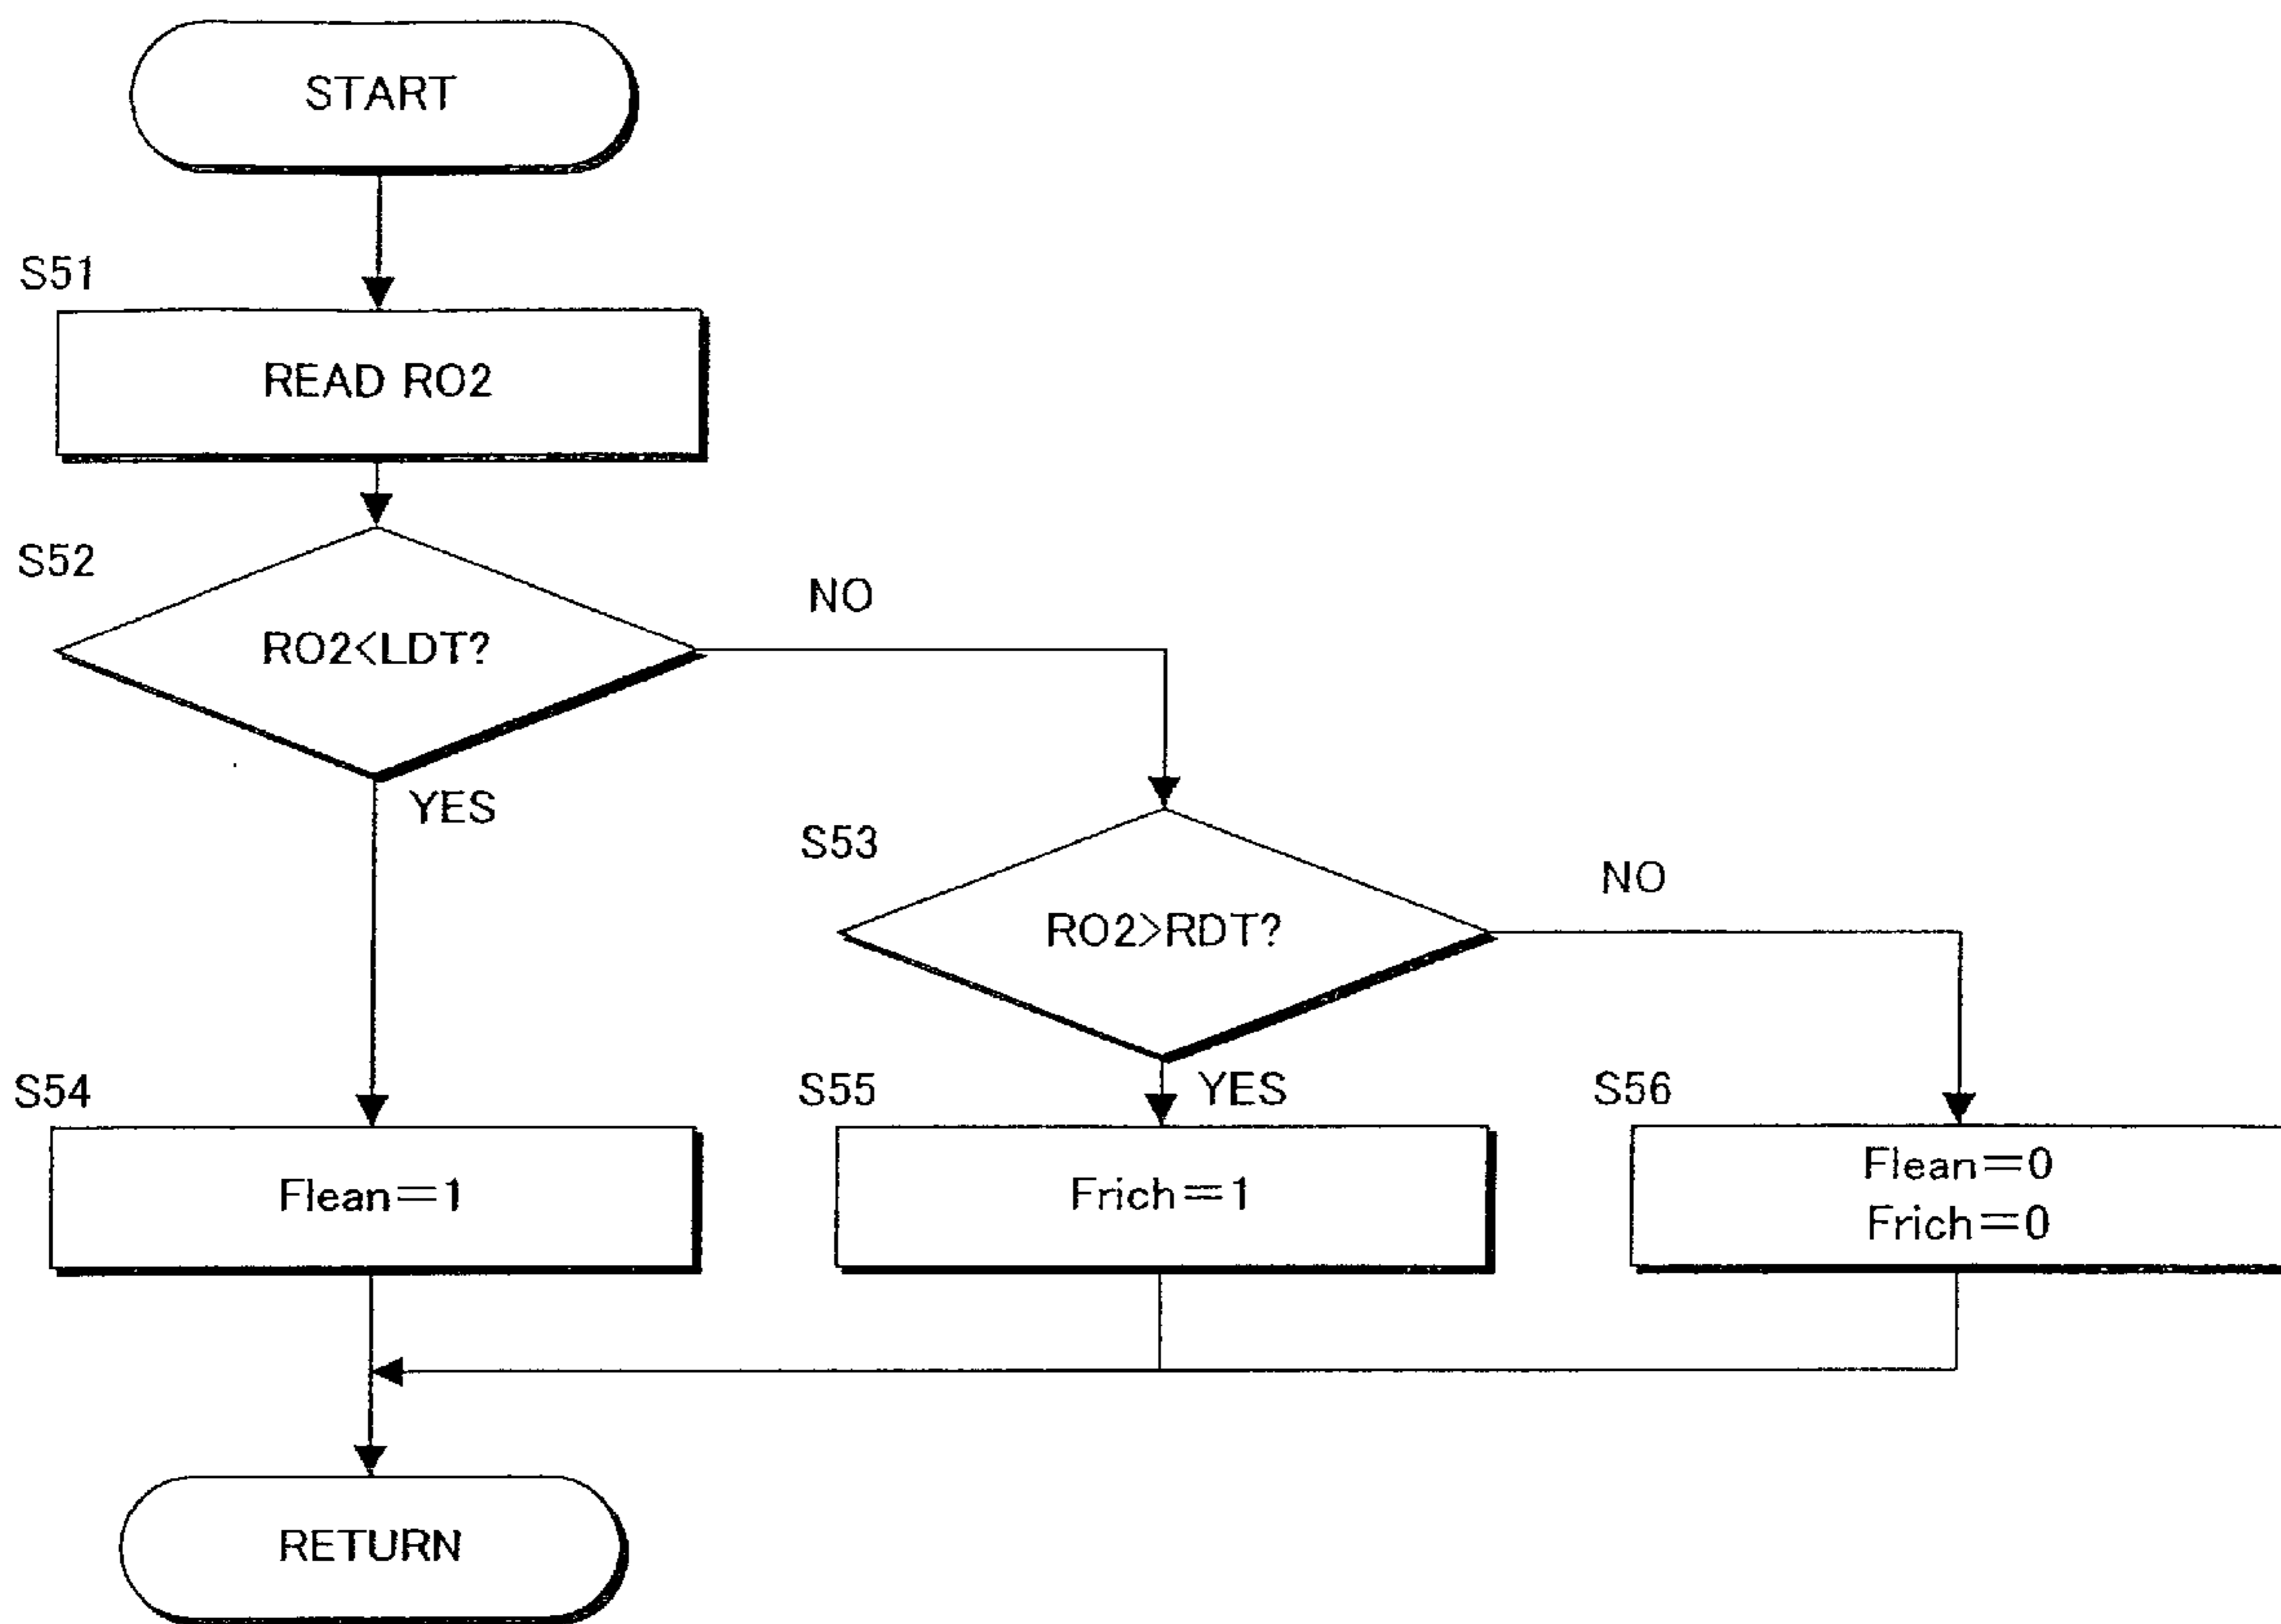 START
S51
READ RO2
S52
RO2<LDT?
NO
YES
S53
RO2>RDT?
NO
YES
S54
Flean=1
S55
Frich=1
S56
Flean=0
Frich=0
RETURN